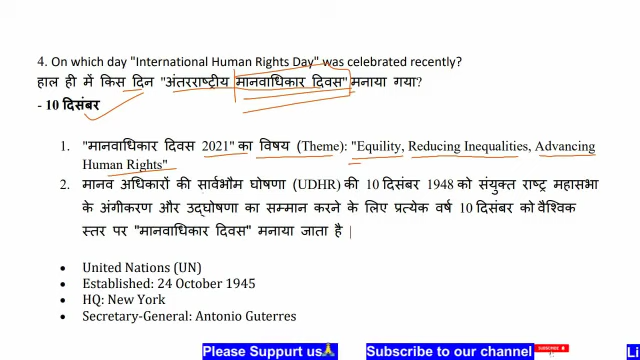 4. On which day "International Human Rights Day" was celebrated recently?
हाल ही में किस दिन "अंतरराष्ट्रीय मानवाधिकार दिवस" मनाया गया?
- 10 दिसंबर
1. "मानवाधिकार दिवस 2021" का विषय (Theme): "Equility, Reducing Inequalities, Advancing
Human Rights"
2. मानव अधिकारों की सार्वभौम घोषणा (UDHR) की 10 दिसंबर 1948 को संयुक्त राष्ट्र महासभा
के अंगीकरण और उद्घोषणा का सम्मान करने के लिए प्रत्येक वर्ष 10 दिसंबर को वैश्विक
स्तर पर "मानवाधिकार दिवस" मनाया जाता है |
• United Nations (UN)
• Established: 24 October 1945
• HQ: New York
• Secretary-General: Antonio Guterres
Please Suppurt us🙏 Subscribe to our channel Li